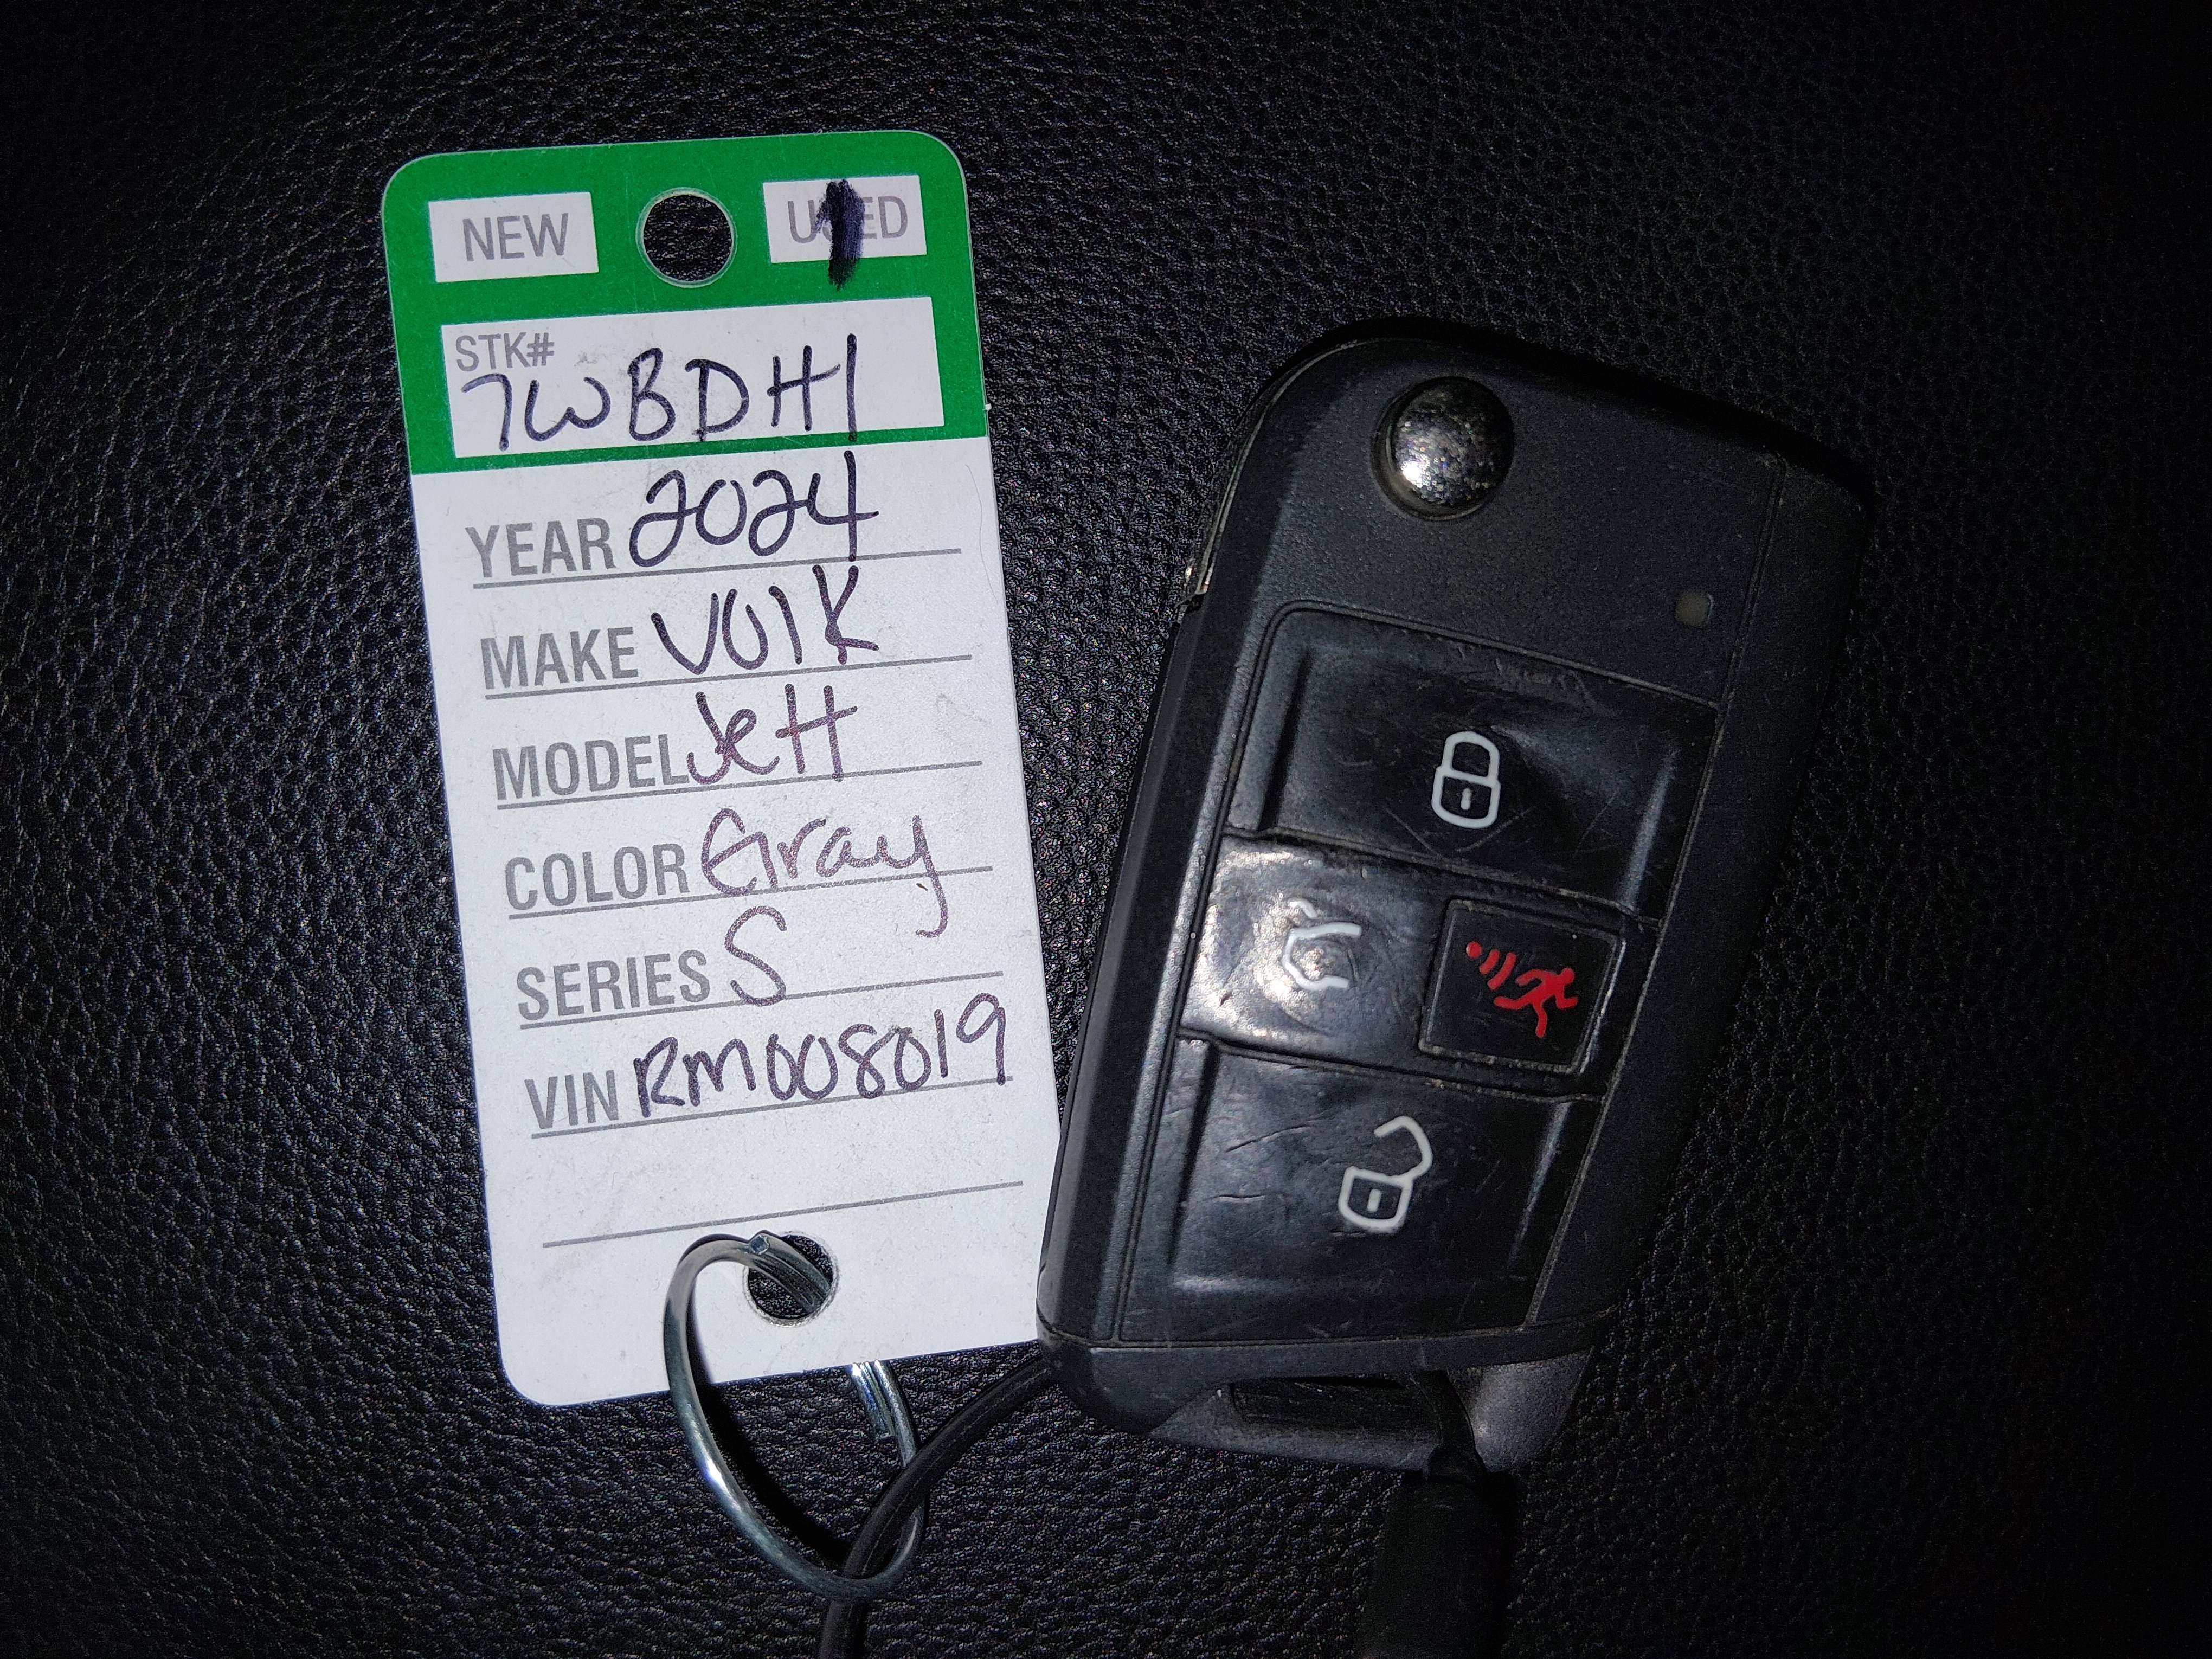 NEW USED
STK#
7WBDH1
YEAR 2024
MAKE VOlK
MODEL Jett
COLOR Gray
SERIES S
VIN RM008019